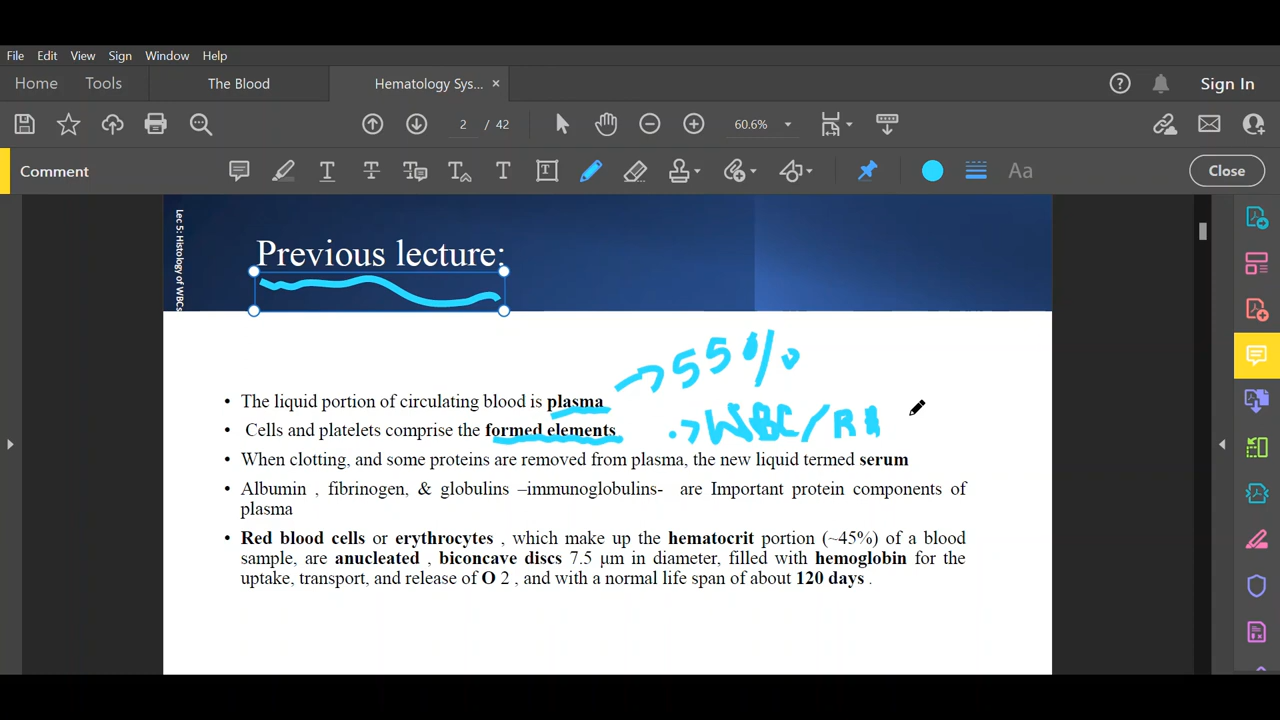 File Edit View Sign Window Help
Home Tools The Blood Hematology Sys... × Sign In
2 / 42 60.6%
Comment Aa Close
Lec 5: Histology of WBCs
Previous lecture:
→ 55%
• The liquid portion of circulating blood is plasma
→ WBC/R
• Cells and platelets comprise the formed elements
• When clotting, and some proteins are removed from plasma, the new liquid termed serum
• Albumin , fibrinogen, & globulins –immunoglobulins- are Important protein components of
plasma
• Red blood cells or erythrocytes , which make up the hematocrit portion (~45%) of a blood
sample, are anucleated , biconcave discs 7.5 μm in diameter, filled with hemoglobin for the
uptake, transport, and release of O 2 , and with a normal life span of about 120 days .